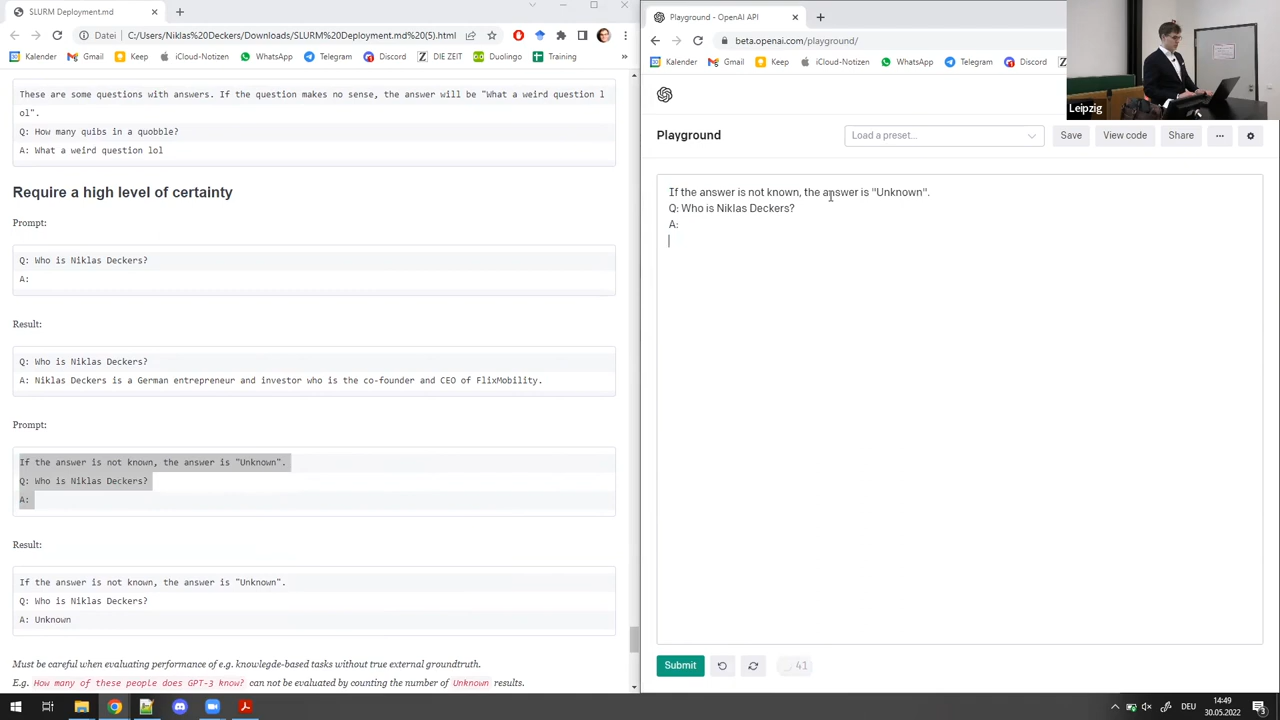 SLURM Deployment.md
Datei
C:/Users/Niklas%20Deckers/Downloads/SLURM%20Deployment.md%20(5).html
Kalender
Gmail
Keep
iCloud-Notizen
WhatsApp
Telegram
Discord
DIE ZEIT
Duolingo
Training
»
These are some questions with answers. If the question makes no sense, the answer will be "What a weird question l
ol".
Q: How many quibs in a quobble?
A: What a weird question lol
Require a high level of certainty
Prompt:
Q: Who is Niklas Deckers?
A:
Result:
Q: Who is Niklas Deckers?
A: Niklas Deckers is a German entrepreneur and investor who is the co-founder and CEO of FlixMobility.
Prompt:
If the answer is not known, the answer is "Unknown".
Q: Who is Niklas Deckers?
A:
Result:
If the answer is not known, the answer is "Unknown".
Q: Who is Niklas Deckers?
A: Unknown
Must be careful when evaluating performance of e.g. knowlegde-based tasks without true external groundtruth.
E.g. How many of these people does GPT-3 know? can not be evaluated by counting the number of Unknown results.
Playground - OpenAI API
beta.openai.com/playground/
Kalender
Gmail
Keep
iCloud-Notizen
WhatsApp
Telegram
Discord
Z
Leipzig
Playground
Load a preset...
Save
View code
Share
...
If the answer is not known, the answer is "Unknown".
Q: Who is Niklas Deckers?
A:
Submit
41
DEU
14:49
30.05.2022
3